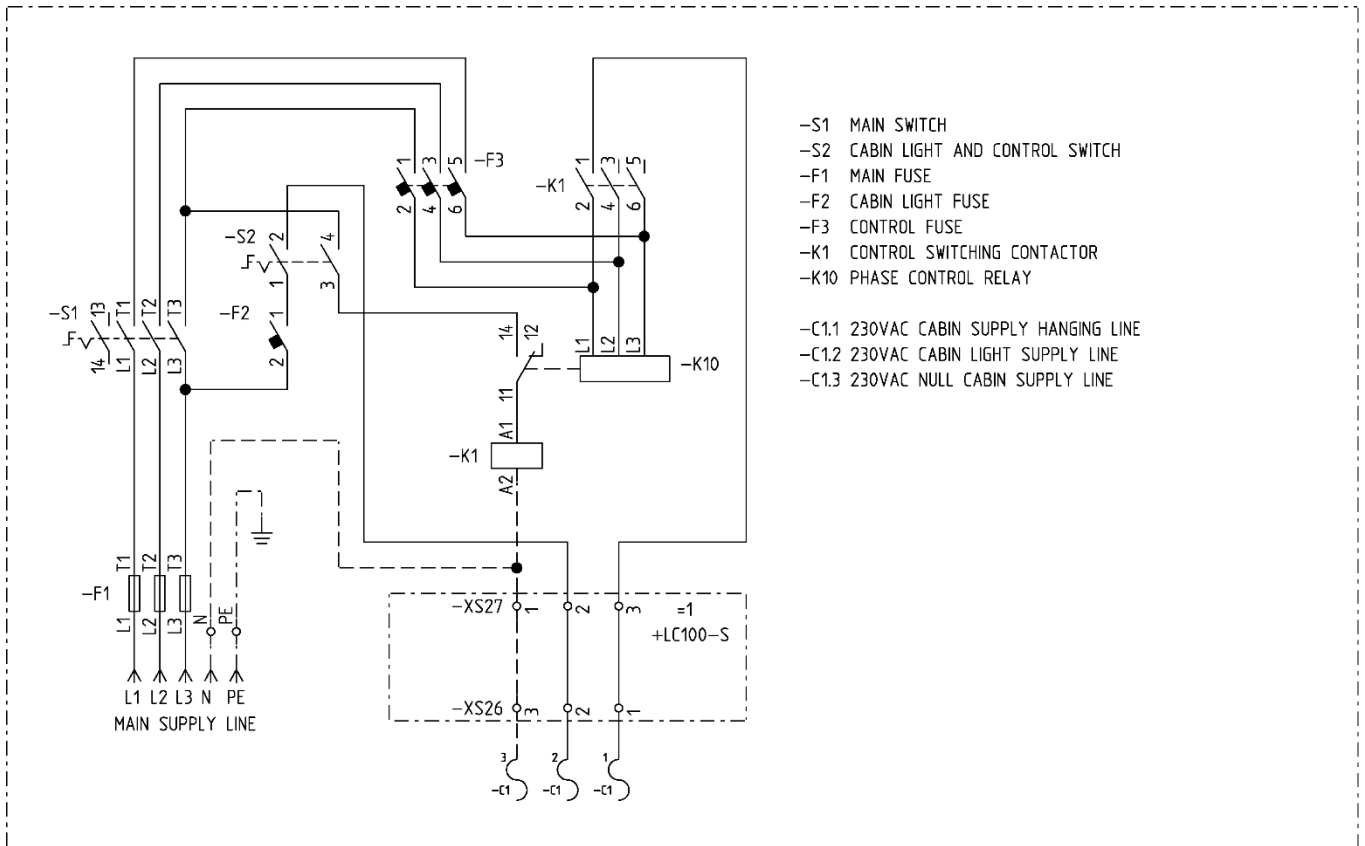 -S1 MAIN SWITCH
-S2 CABIN LIGHT AND CONTROL SWITCH
-F1 MAIN FUSE
-F2 CABIN LIGHT FUSE
-F3 CONTROL FUSE
-K1 CONTROL SWITCHING CONTACTOR
-K10 PHASE CONTROL RELAY
-C1.1 230VAC CABIN SUPPLY HANGING LINE
-C1.2 230VAC CABIN LIGHT SUPPLY LINE
-C1.3 230VAC NULL CABIN SUPPLY LINE
1 3 5 -F3
2 4 6
-K1 1 3 5
2 4 6
-S2 2 4
1 3
-S1 13 T1 T2 T3
14 L1 L2 L3
-F2 1
2
14 12
11
L1 L2 L3 -K10
A1
-K1
A2
T1 T2 T3
-F1
L1 L2 L3 N PE
L1 L2 L3 N PE
MAIN SUPPLY LINE
-XS27 1 2 3 =1
+LC100-S
-XS26 3 2 1
3 2 1
-C1 -C1 -C1